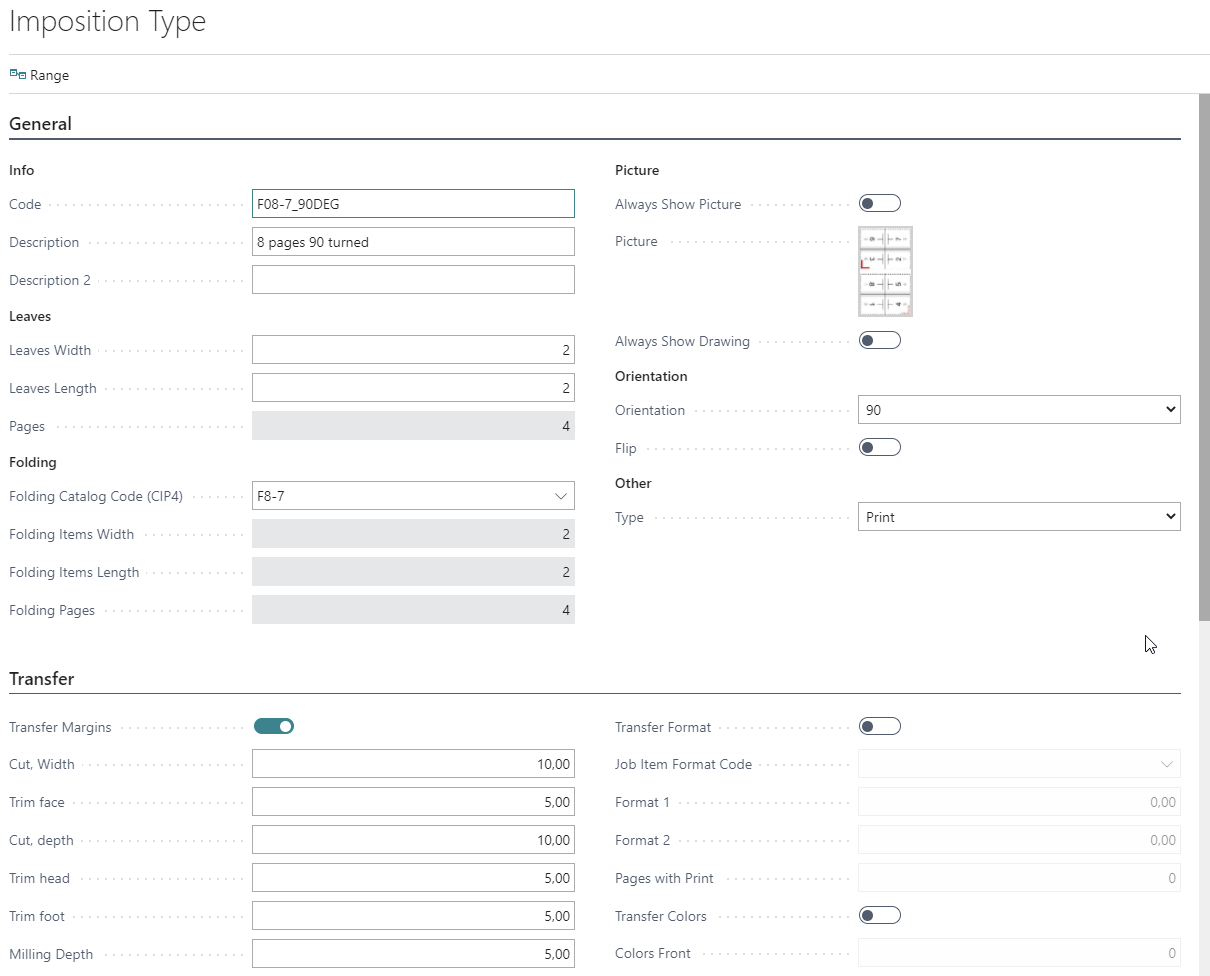 Imposition Type
Range
General
Info
Code
F08-7_90DEG
Description
8 pages 90 turned
Description 2
Leaves
Leaves Width
2
Leaves Length
2
Pages
4
Folding
Folding Catalog Code (CIP4)
F8-7
Folding Items Width
2
Folding Items Length
2
Folding Pages
4
Picture
Always Show Picture
Picture
Always Show Drawing
Orientation
Orientation
90
Flip
Other
Type
Print
Transfer
Transfer Margins
Cut, Width
10,00
Trim face
5,00
Cut, depth
10,00
Trim head
5,00
Trim foot
5,00
Milling Depth
5,00
Transfer Format
Job Item Format Code
Format 1
0,00
Format 2
0,00
Pages with Print
0
Transfer Colors
Colors Front
0